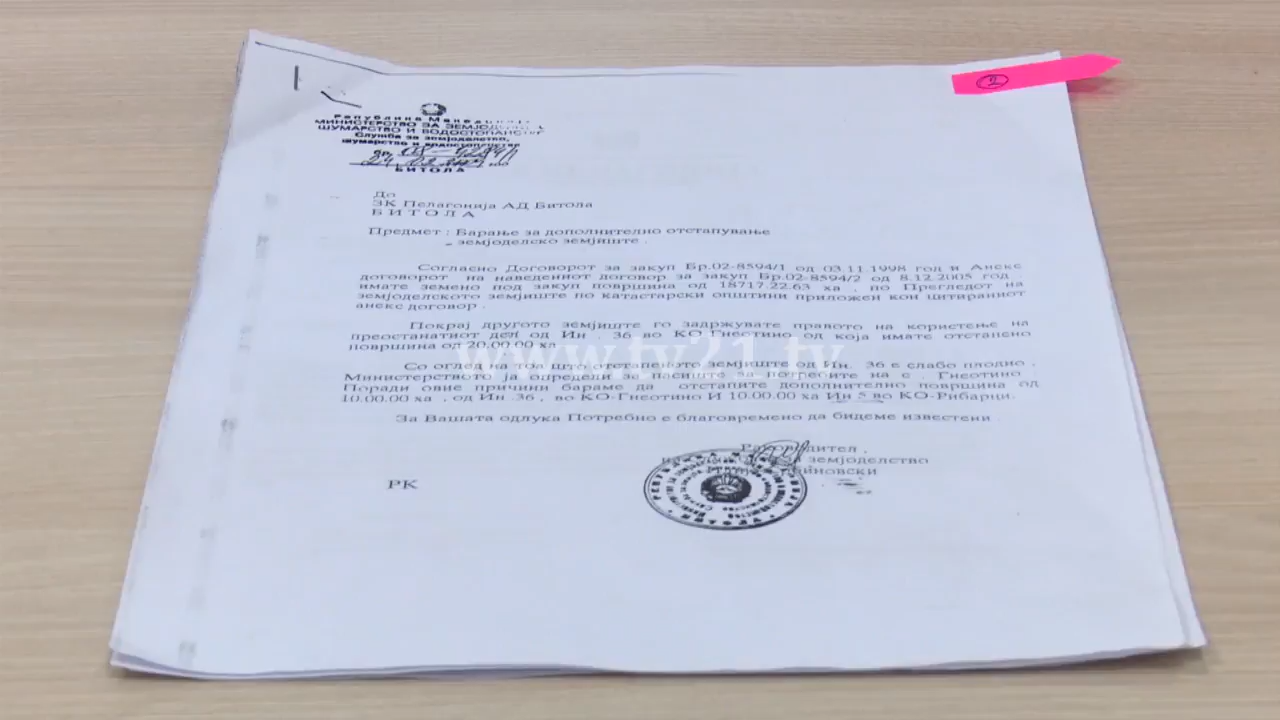 Република Македонија
МИНИСТЕРСТВО ЗА ЗЕМЈОДЕЛ
ШУМАРСТВО И ВОДОСТОПАНСТВО
Служба за земјоделство,
шумарство и водостопанство
Бр.
БИТОЛА
До
ЗК Пелагонија АД Битола
Б И Т О Л А
Предмет : Барање за дополнително отстапување
земјоделско земјиште .
Согласно Договорот за закуп Бр.02-8594/1 од 03.11.1998 год и Анекс
договорот на наведениот договор за закуп Бр.02-8594/2 од 8.12.2005 год ,
имате земено под закуп површина од 18717.22.63 ха , по Прегледот на
земјоделското земјиште по катастарски општини приложен кон цитираниот
анекс договор .
Покрај другото земјиште го задржувате правото на користење на
преостанатиот дел од Ин . 36 во КО-Гнеотино од која имате отстапено
површина од 20.00.00 ха
www.tv21.tv
Со оглед на тоа што отстапеното земјиште од Ин. 36 е слабо плодно ,
Министерството ја определи за пасиште за потребите на с Гнеотино
Поради овие причини бараме да отстапите дополнително површина од
10.00.00 ха , од Ин .36 , во КО-Гнеотино И 10.00.00 ха Ин 5 во КО-Рибарци.
За Вашата одлука Потребно е благовремено да бидеме известени
Раководител ,
за земјоделство
РК